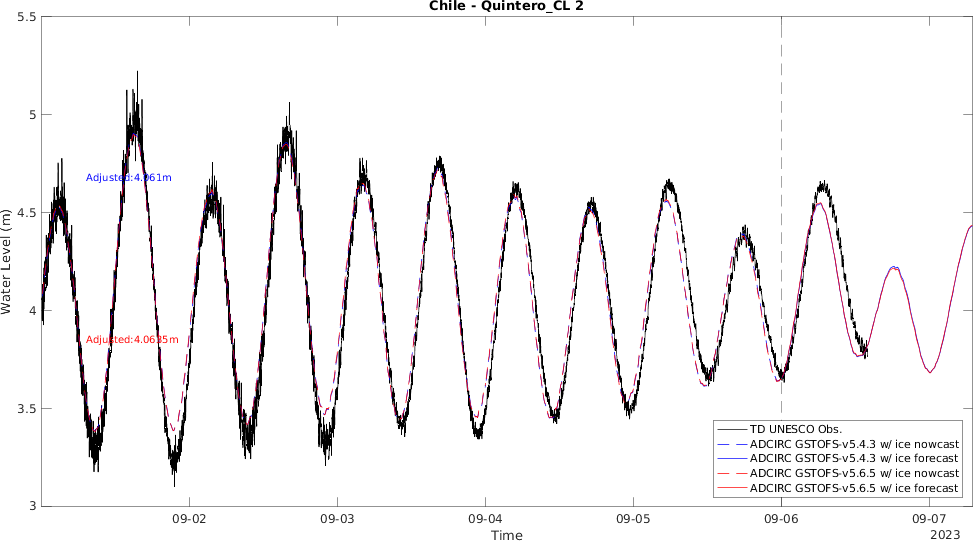 Chile - Quintero_CL 2
5.5
5
4.5
4
3.5
3
Water Level (m)
Adjusted:4.061m
Adjusted:4.0635m
TD UNESCO Obs.
ADCIRC GSTOFS-v5.4.3 w/ ice nowcast
ADCIRC GSTOFS-v5.4.3 w/ ice forecast
ADCIRC GSTOFS-v5.6.5 w/ ice nowcast
ADCIRC GSTOFS-v5.6.5 w/ ice forecast
09-02 09-03 09-04 09-05 09-06 09-07
Time
2023